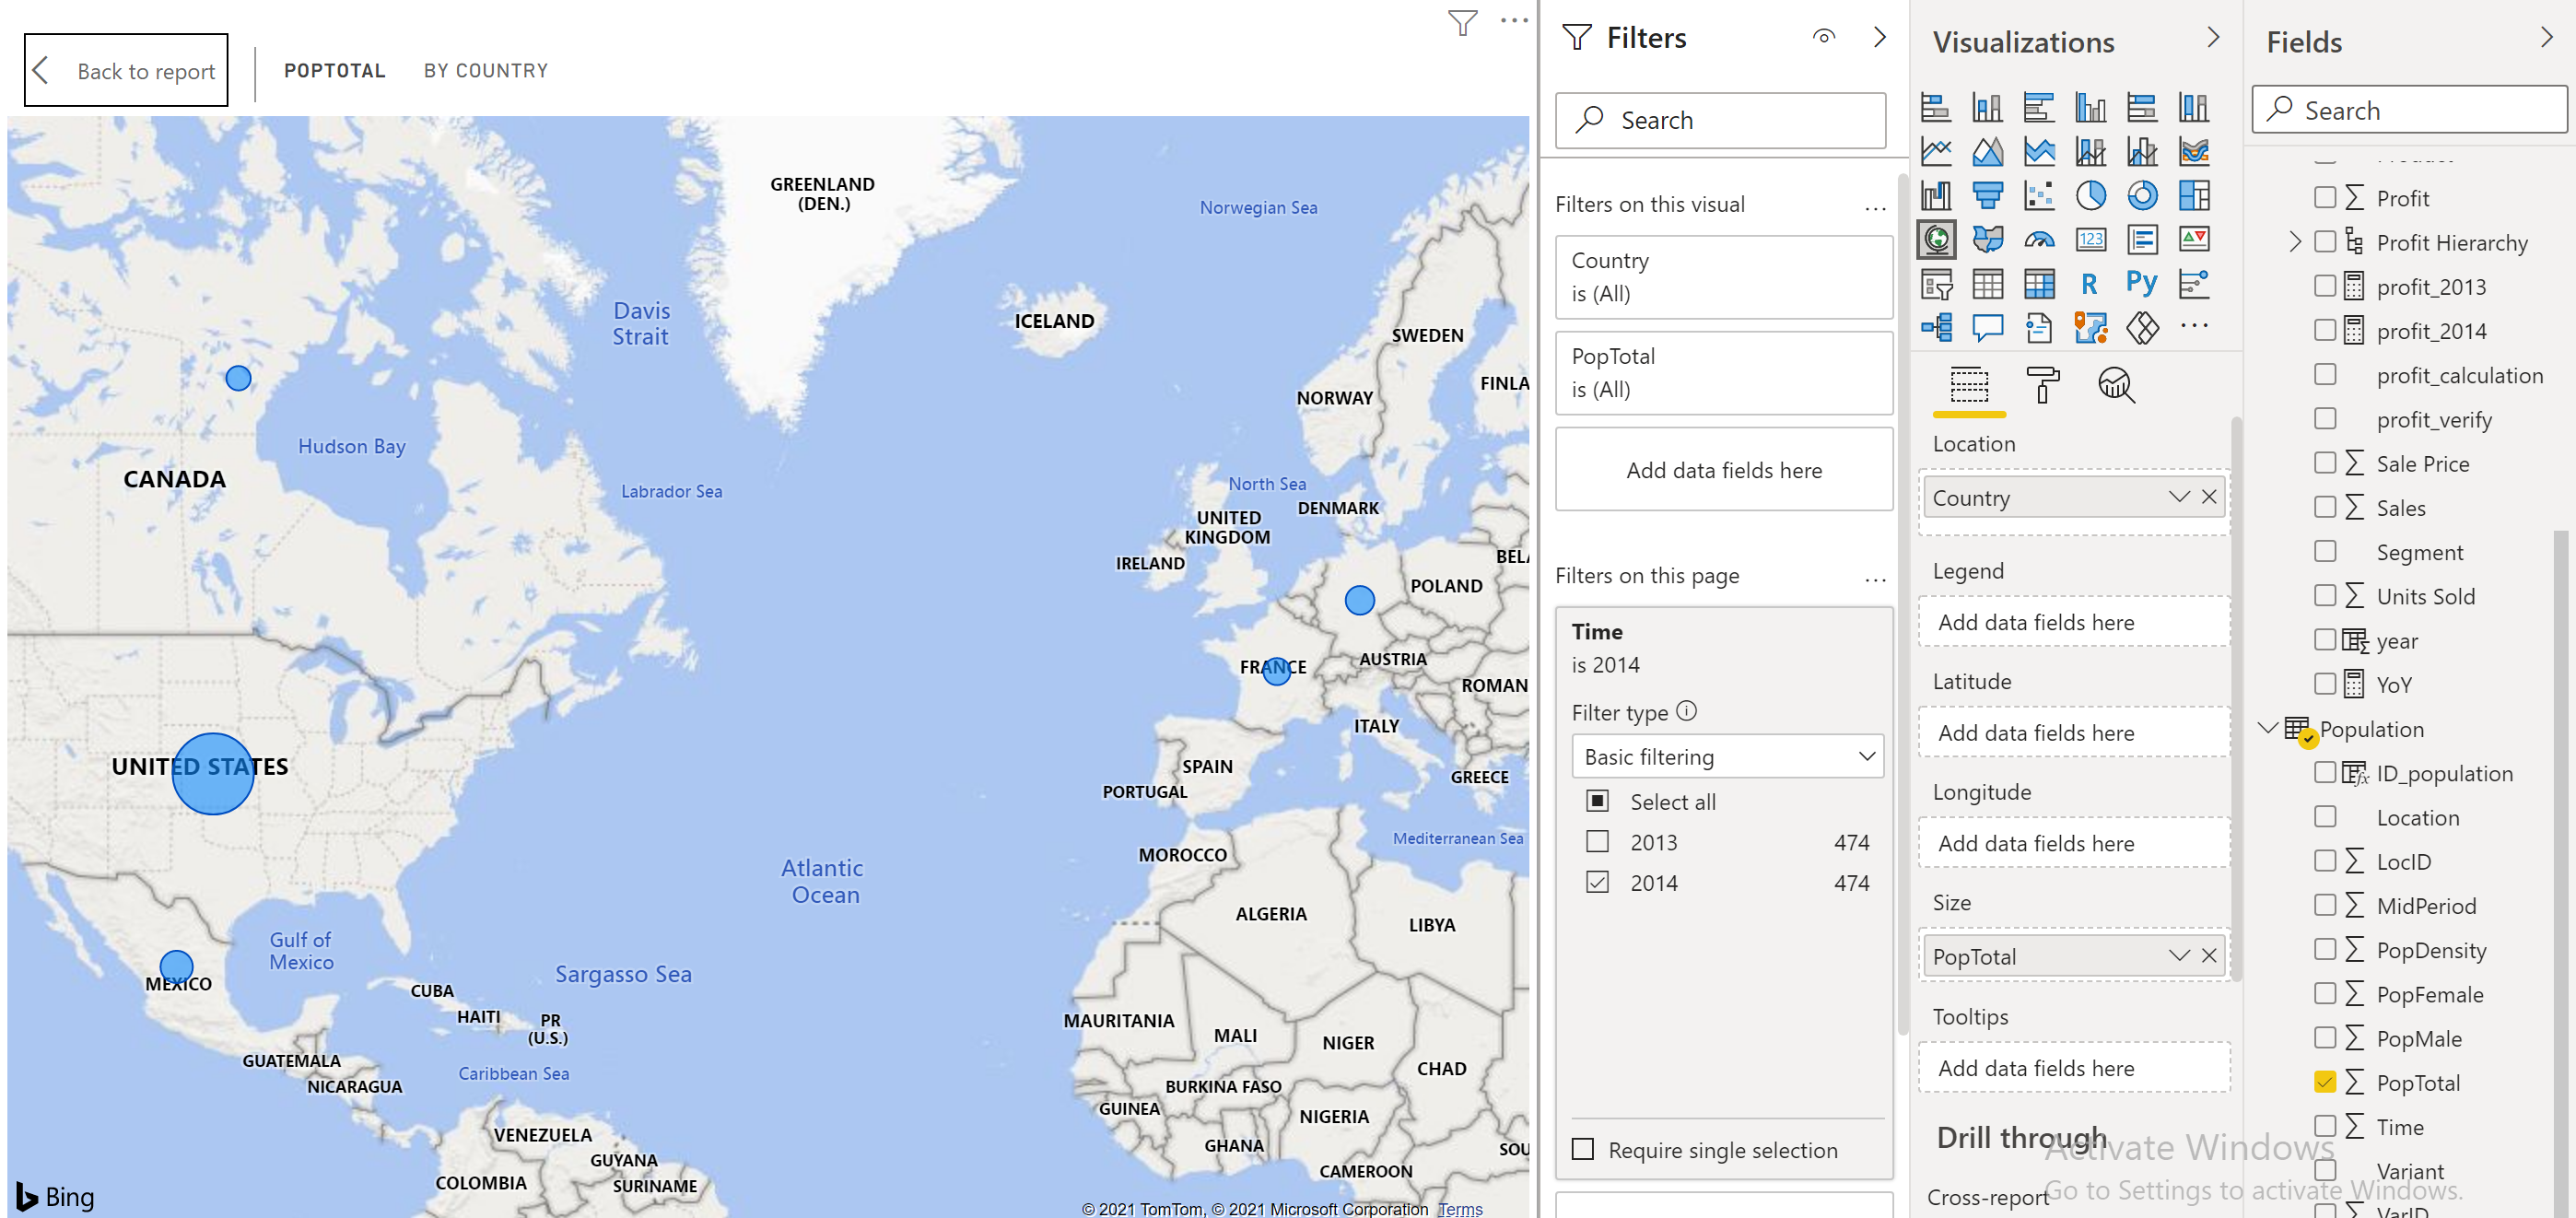 Back to report
POPTOTAL BY COUNTRY
GREENLAND
(DEN.)
Norwegian Sea
Davis
Strait
ICELAND
SWEDEN
FINLA
NORWAY
Hudson Bay
CANADA
Labrador Sea
North Sea
DENMARK
UNITED
KINGDOM
IRELAND
BELA
POLAND
FRANCE
AUSTRIA
ROMAN
ITALY
UNITED STATES
SPAIN
PORTUGAL
GREECE
Mediterranean Sea
MOROCCO
Atlantic
Ocean
ALGERIA
LIBYA
Gulf of
Mexico
MEXICO
Sargasso Sea
CUBA
HAITI
PR
(U.S.)
MAURITANIA
MALI
NIGER
CHAD
GUATEMALA
NICARAGUA
Caribbean Sea
BURKINA FASO
GUINEA
NIGERIA
GHANA
SOU
CAMEROON
VENEZUELA
GUYANA
COLOMBIA
SURINAME
Bing
© 2021 TomTom, © 2021 Microsoft Corporation Terms
Filters
Search
Filters on this visual ...
Country
is (All)
PopTotal
is (All)
Add data fields here
Filters on this page ...
Time
is 2014
Filter type
Basic filtering
Select all
2013 474
2014 474
Require single selection
Visualizations
123
R
Py
...
Location
Country
Legend
Add data fields here
Latitude
Add data fields here
Longitude
Add data fields here
Size
PopTotal
Tooltips
Add data fields here
Drill through
Cross-report
Fields
Search
Profit
Profit Hierarchy
profit_2013
profit_2014
profit_calculation
profit_verify
Sale Price
Sales
Segment
Units Sold
year
YoY
Population
ID_population
Location
LocID
MidPeriod
PopDensity
PopFemale
PopMale
PopTotal
Time
Variant
VarID
Activate Windows
Go to Settings to activate Windows.